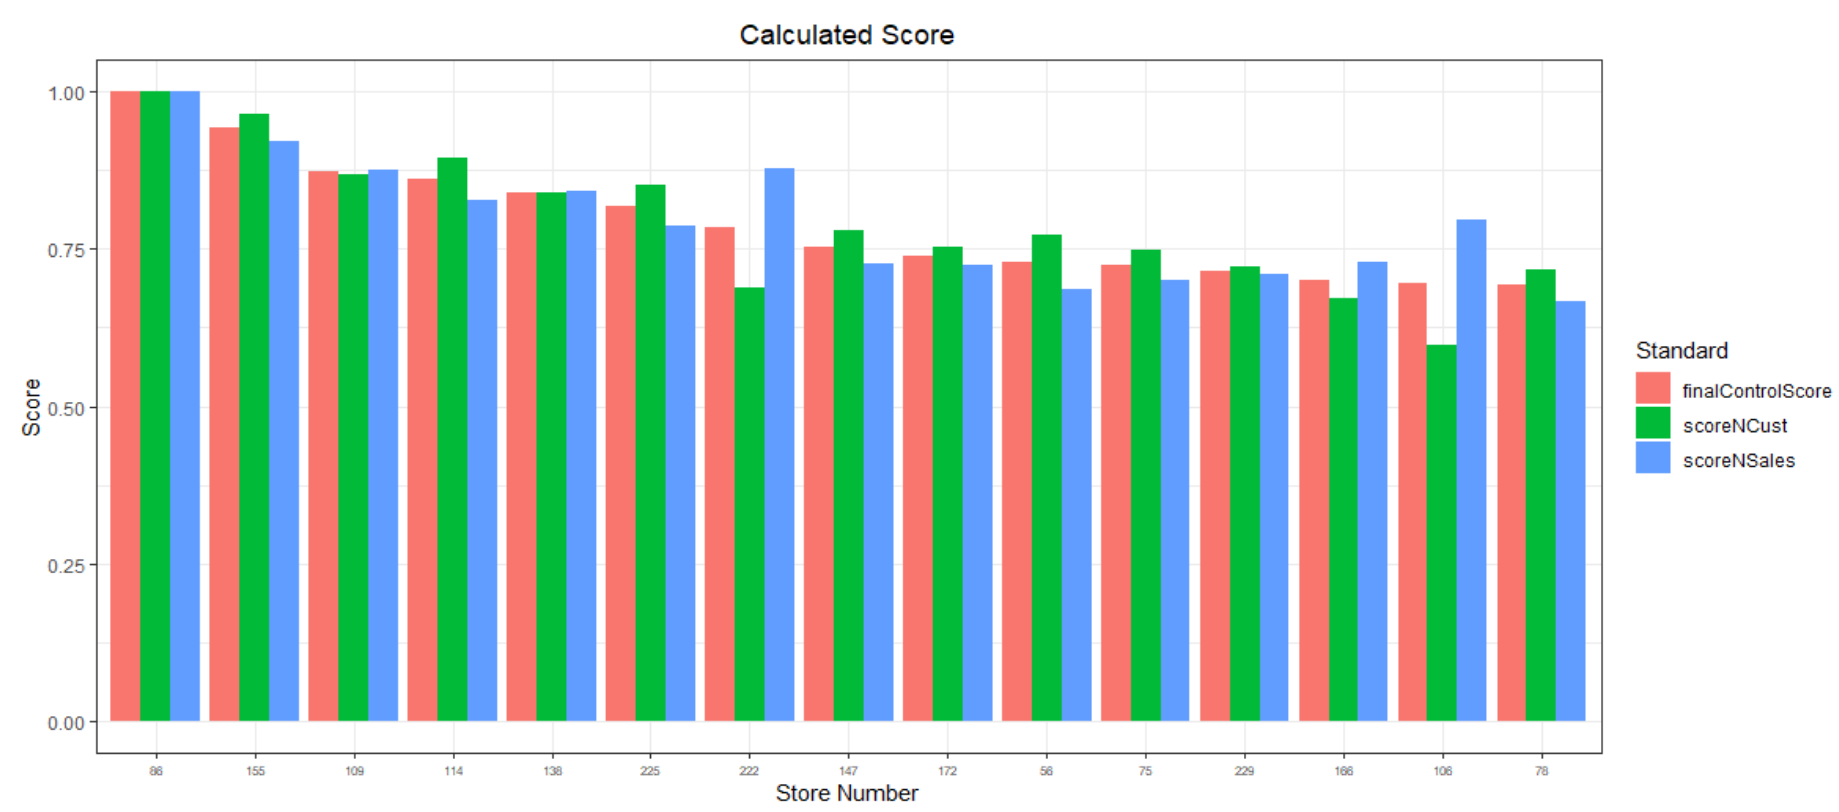 Calculated Score
1.00
0.75
0.50
0.25
0.00
Score
86 155 109 114 138 225 222 147 172 56 75 229 166 106 78
Store Number
Standard
finalControlScore
scoreNCust
scoreNSales